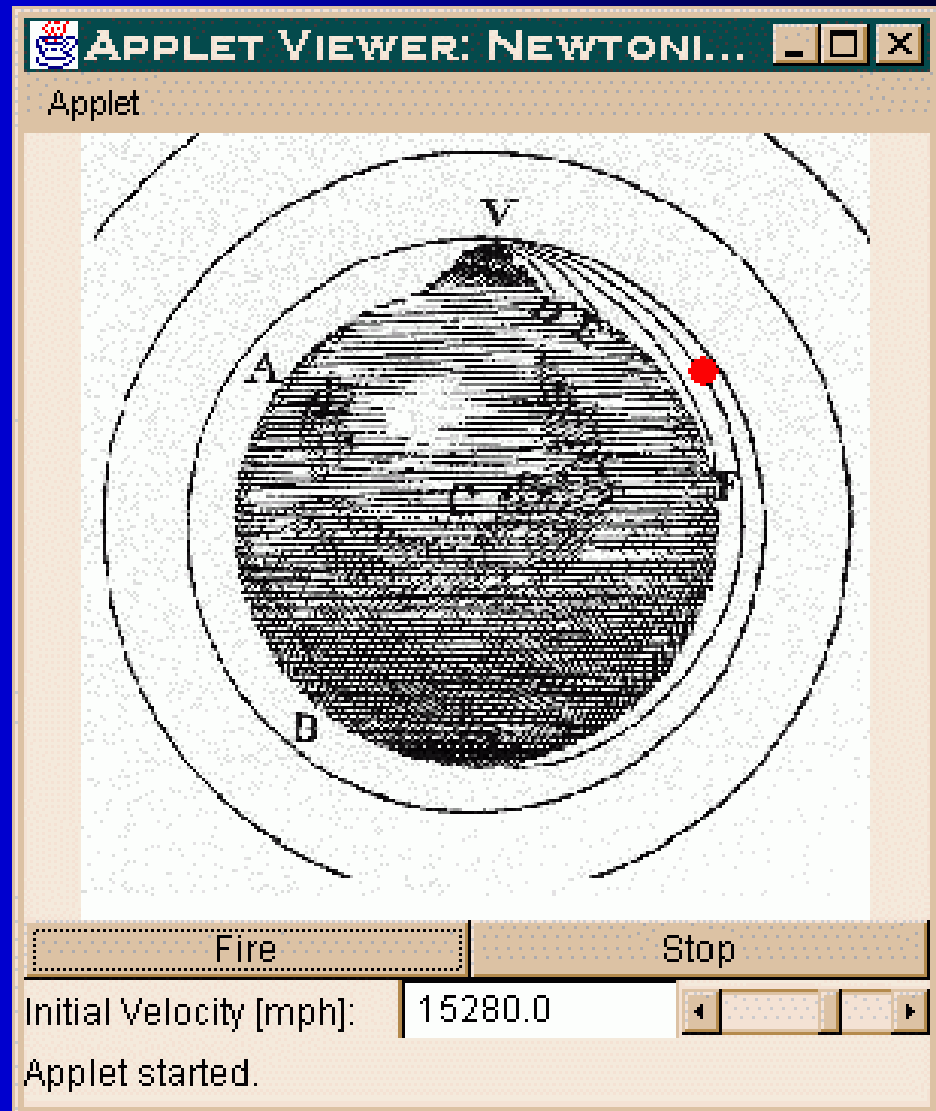 APPLET VIEWER: NEWTONI...
Applet
V
A
C
F
B
Fire Stop
Initial Velocity [mph]: 15280.0
Applet started.